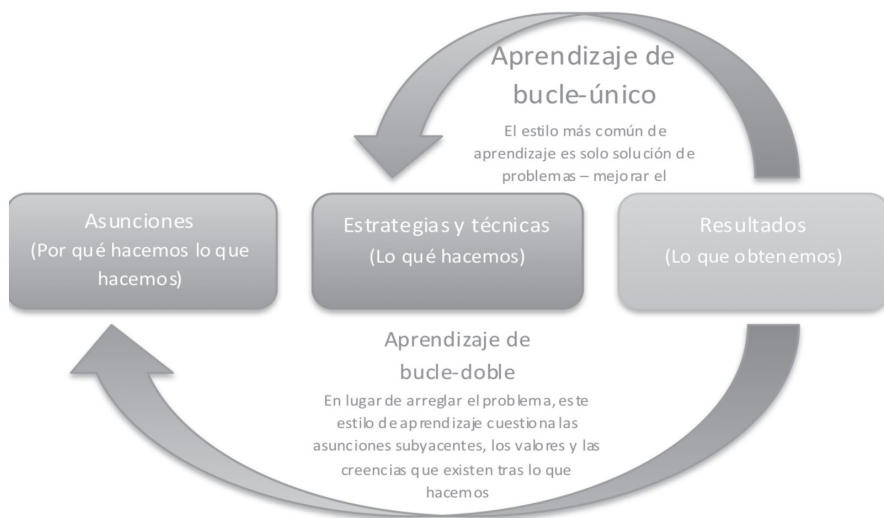 Aprendizaje de
bucle-único
El estilo más común de
aprendizaje es solo solución de
problemas – mejorar el
Asunciones
(Por qué hacemos lo que
hacemos)
Estrategias y técnicas
(Lo qué hacemos)
Resultados
(Lo que obtenemos)
Aprendizaje de
bucle-doble
En lugar de arreglar el problema, este
estilo de aprendizaje cuestiona las
asunciones subyacentes, los valores y las
creencias que existen tras lo que
hacemos